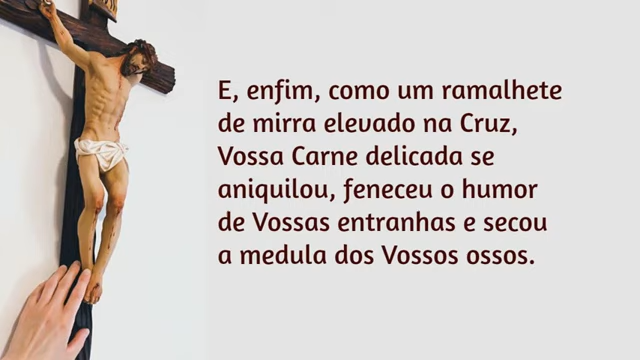 E, enfim, como um ramalhete
de mirra elevado na Cruz,
Vossa Carne delicada se
aniquilou, feneceu o humor
de Vossas entranhas e secou
a medula dos Vossos ossos.